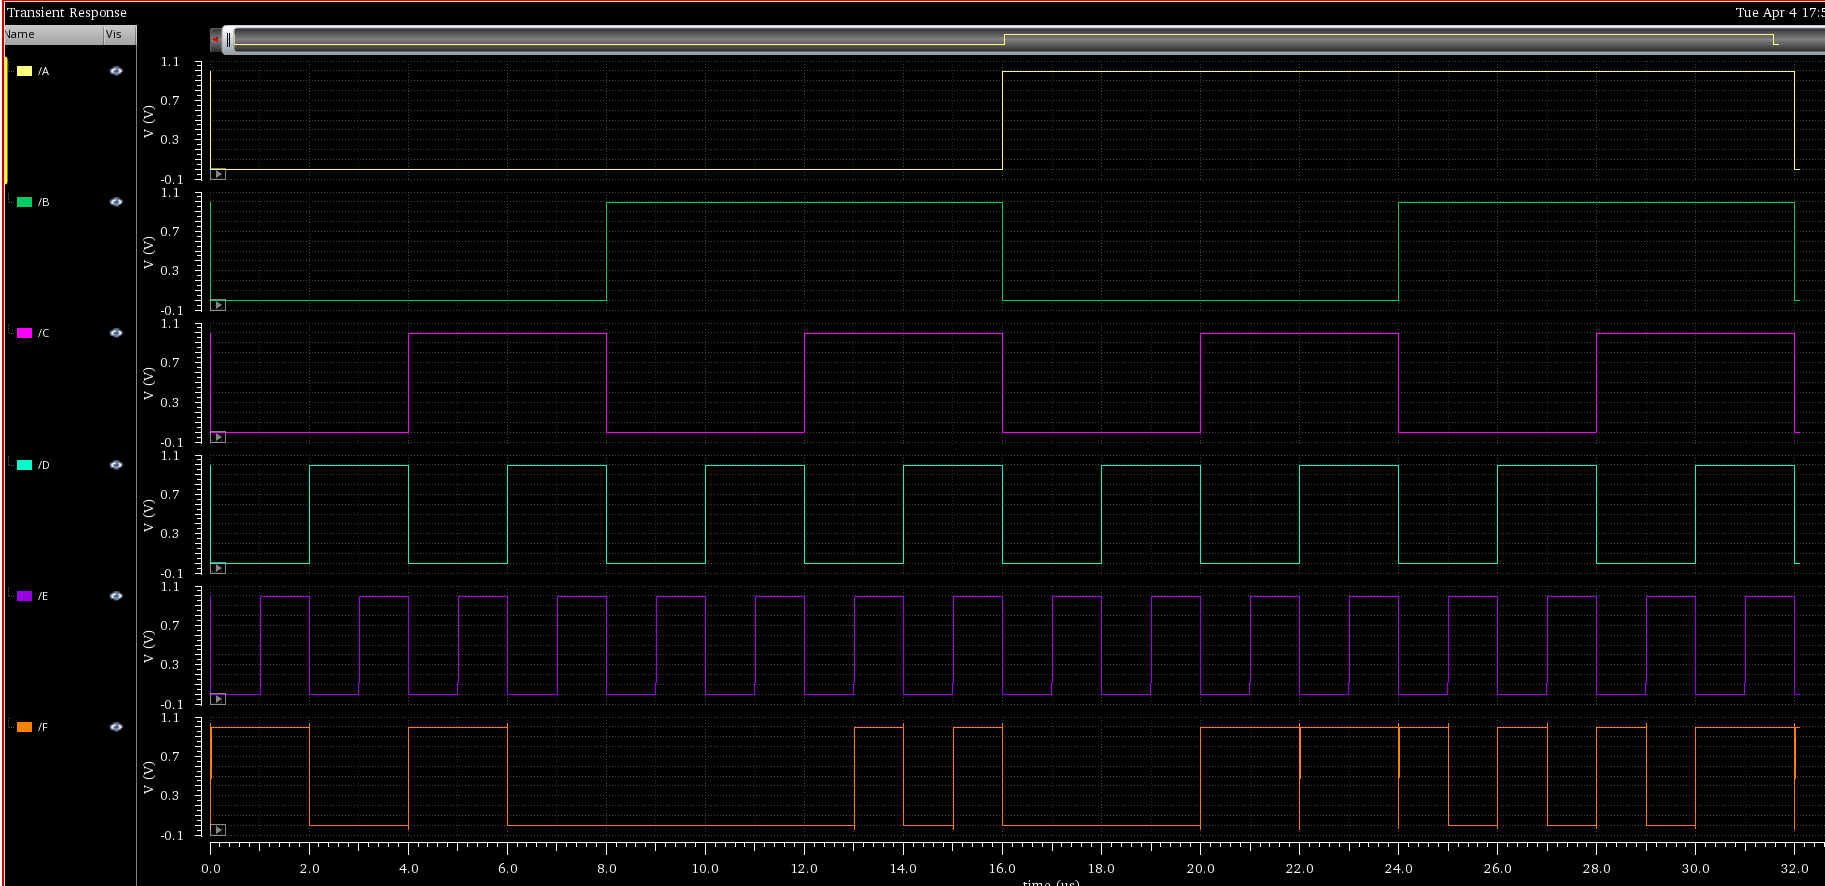 Transient Response
Tue Apr 4 17:5
Name Vis
/A
1.1
0.7
0.3
-0.1
V (V)
/B
1.1
0.7
0.3
-0.1
V (V)
/C
1.1
0.7
0.3
-0.1
V (V)
/D
1.1
0.7
0.3
-0.1
V (V)
/E
1.1
0.7
0.3
-0.1
V (V)
/F
1.1
0.7
0.3
-0.1
V (V)
0.0 2.0 4.0 6.0 8.0 10.0 12.0 14.0 16.0 18.0 20.0 22.0 24.0 26.0 28.0 30.0 32.0
time (us)